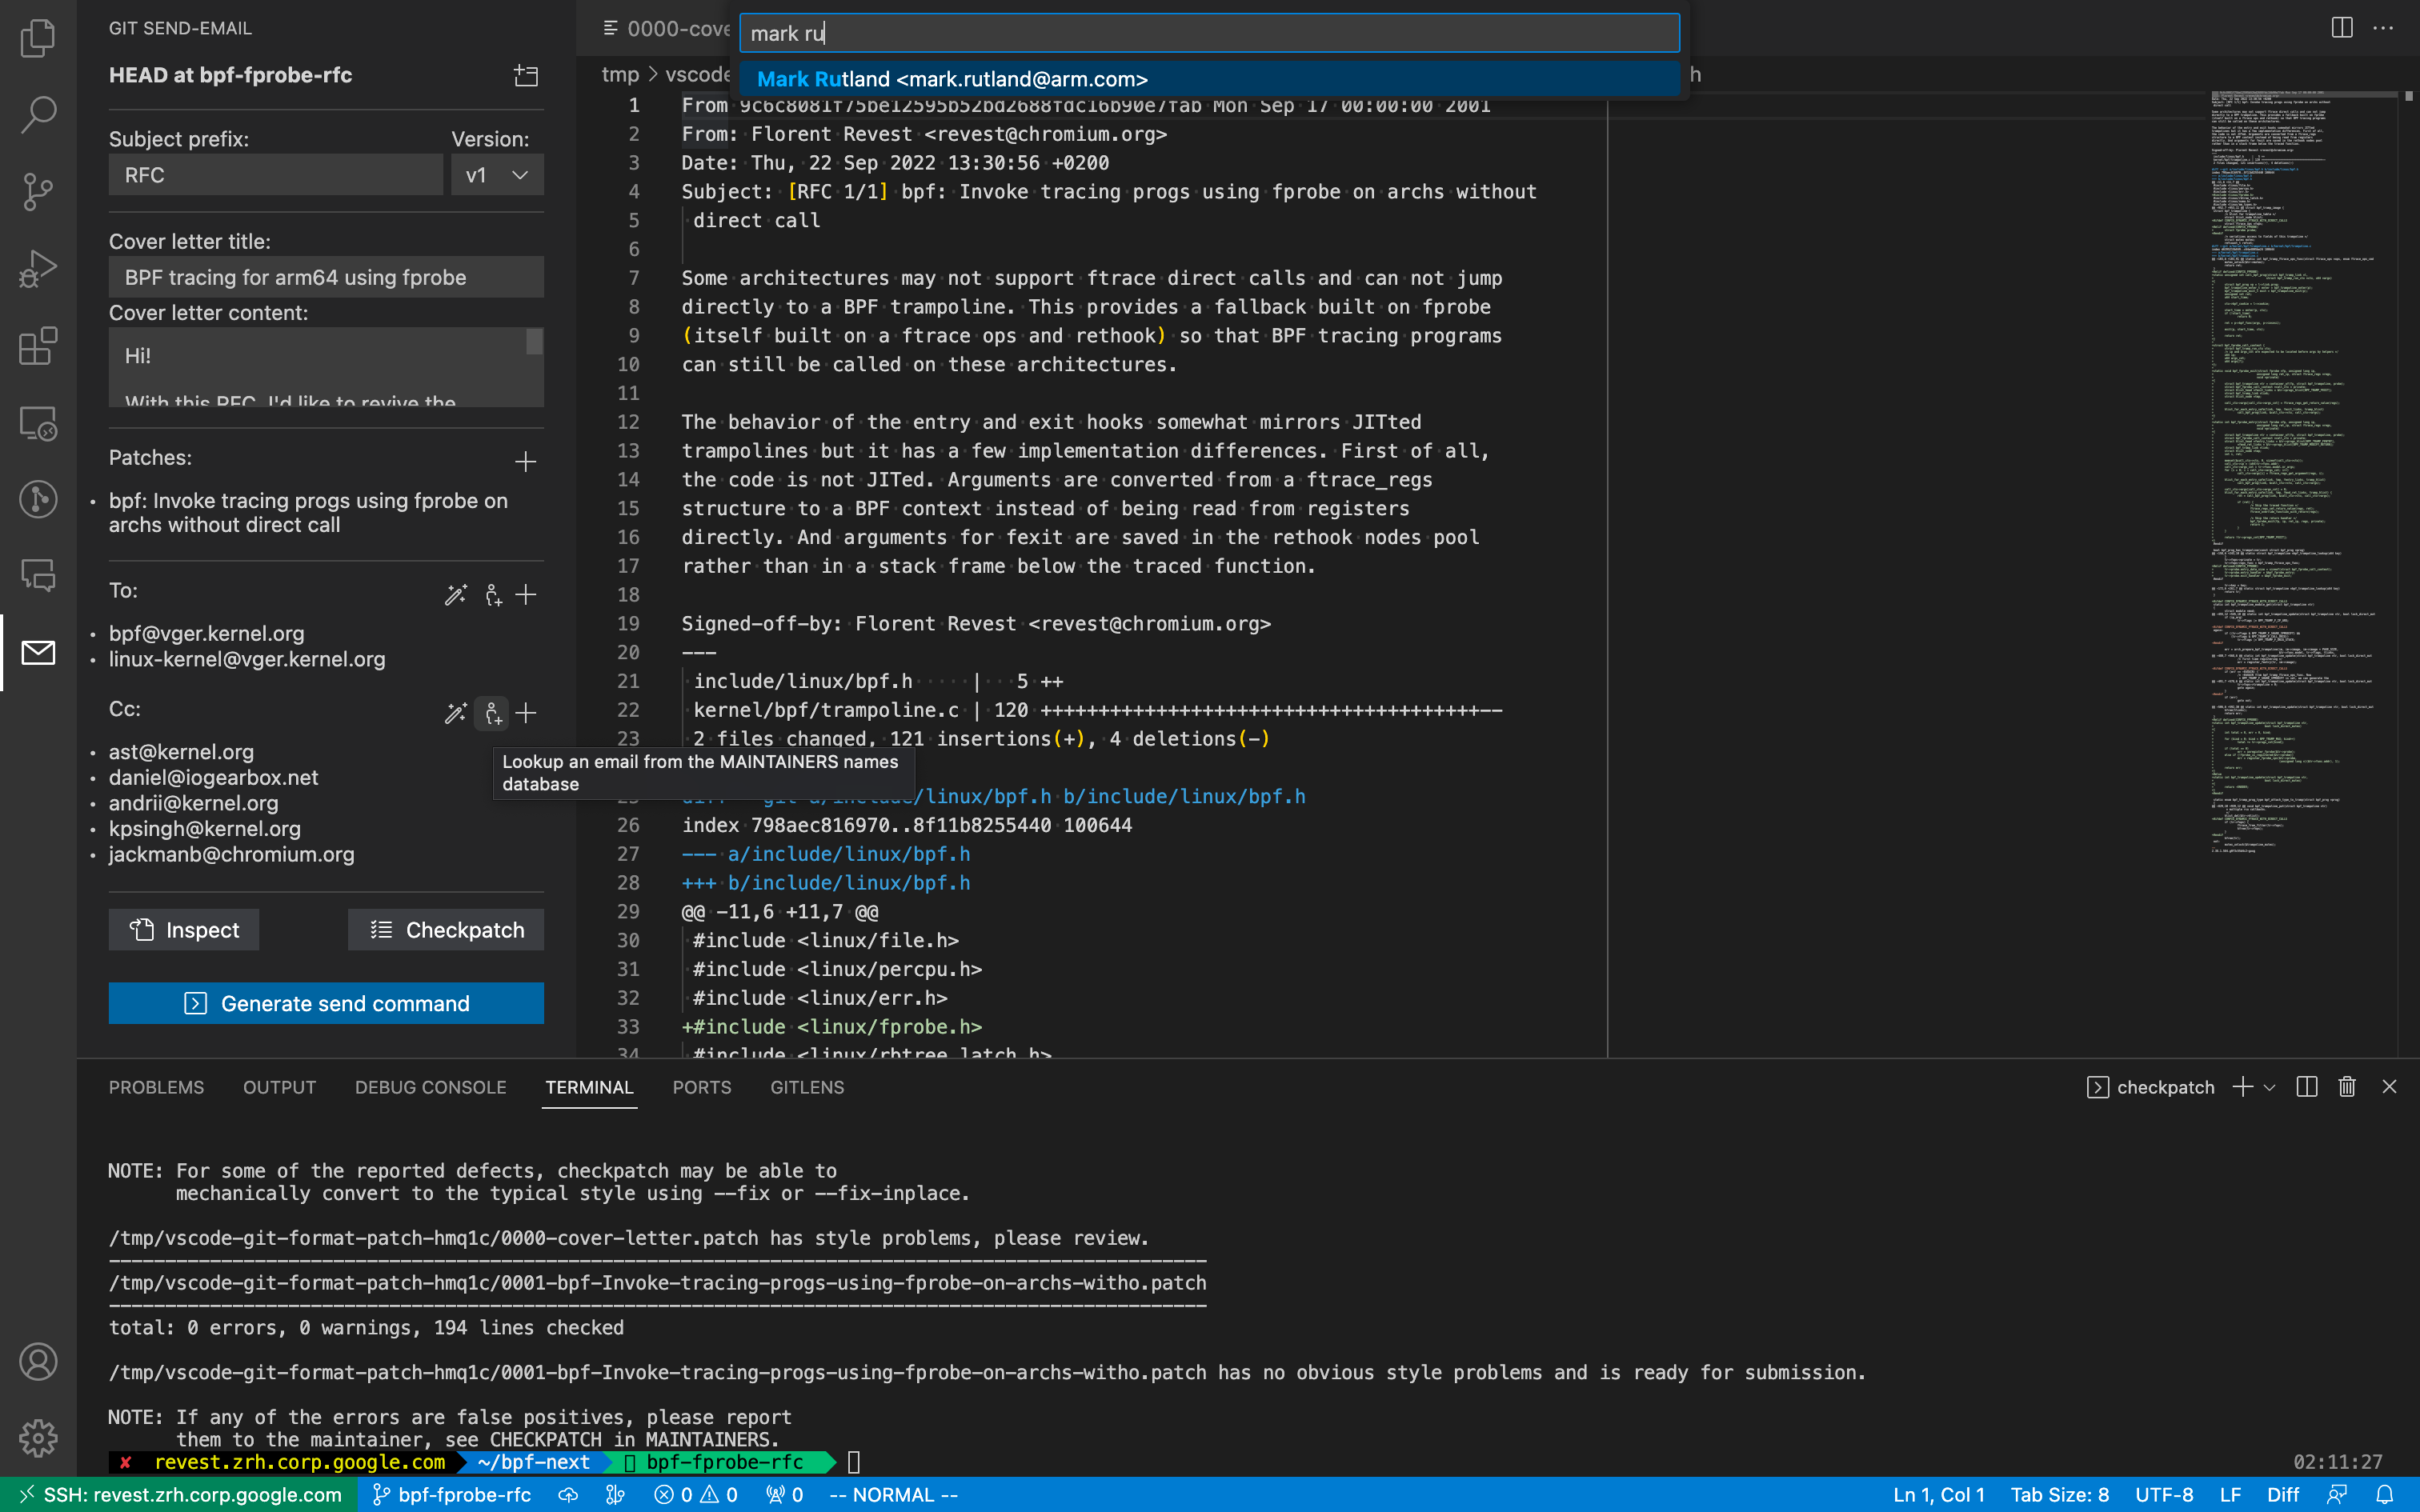 GIT SEND-EMAIL
HEAD at bpf-fprobe-rfc
Subject prefix:
Version:
RFC
v1
Cover letter title:
BPF tracing for arm64 using fprobe
Cover letter content:
Hi!
With this RFC, I'd like to revive the
Patches:
• bpf: Invoke tracing progs using fprobe on
archs without direct call
To:
• bpf@vger.kernel.org
• linux-kernel@vger.kernel.org
Cc:
• ast@kernel.org
• daniel@iogearbox.net
• andrii@kernel.org
• kpsingh@kernel.org
• jackmanb@chromium.org
Lookup an email from the MAINTAINERS names
database
Inspect
Checkpatch
Generate send command
0000-cove
mark ru
Mark Rutland <mark.rutland@arm.com>
tmp > vscode
h
1 From 9c6c8081f75be12595b52bd2688fdc16b90e7fab Mon Sep 17 00:00:00 2001
2 From: Florent Revest <revest@chromium.org>
3 Date: Thu, 22 Sep 2022 13:30:56 +0200
4 Subject: [RFC 1/1] bpf: Invoke tracing progs using fprobe on archs without
5 direct call
6
7 Some architectures may not support ftrace direct calls and can not jump
8 directly to a BPF trampoline. This provides a fallback built on fprobe
9 (itself built on a ftrace ops and rethook) so that BPF tracing programs
10 can still be called on these architectures.
11
12 The behavior of the entry and exit hooks somewhat mirrors JITted
13 trampolines but it has a few implementation differences. First of all,
14 the code is not JITed. Arguments are converted from a ftrace_regs
15 structure to a BPF context instead of being read from registers
16 directly. And arguments for fexit are saved in the rethook nodes pool
17 rather than in a stack frame below the traced function.
18
19 Signed-off-by: Florent Revest <revest@chromium.org>
20 ---
21 include/linux/bpf.h | 5 ++
22 kernel/bpf/trampoline.c | 120 ++++++++++++++++++++++++++++++++++++++--
23 2 files changed, 121 insertions(+), 4 deletions(-)
25 diff --git a/include/linux/bpf.h b/include/linux/bpf.h
26 index 798aec816970..8f11b8255440 100644
27 --- a/include/linux/bpf.h
28 +++ b/include/linux/bpf.h
29 @@ -11,6 +11,7 @@
30 #include <linux/file.h>
31 #include <linux/percpu.h>
32 #include <linux/err.h>
33 +#include <linux/fprobe.h>
34 #include <linux/rbtree_latch.h>
PROBLEMS OUTPUT DEBUG CONSOLE TERMINAL PORTS GITLENS
checkpatch
NOTE: For some of the reported defects, checkpatch may be able to
mechanically convert to the typical style using --fix or --fix-inplace.
/tmp/vscode-git-format-patch-hmq1c/0000-cover-letter.patch has style problems, please review.
/tmp/vscode-git-format-patch-hmq1c/0001-bpf-Invoke-tracing-progs-using-fprobe-on-archs-witho.patch
total: 0 errors, 0 warnings, 194 lines checked
/tmp/vscode-git-format-patch-hmq1c/0001-bpf-Invoke-tracing-progs-using-fprobe-on-archs-witho.patch has no obvious style problems and is ready for submission.
NOTE: If any of the errors are false positives, please report
them to the maintainer, see CHECKPATCH in MAINTAINERS.
✘ revest.zrh.corp.google.com ~/bpf-next bpf-fprobe-rfc
02:11:27
SSH: revest.zrh.corp.google.com bpf-fprobe-rfc 0 0 0 -- NORMAL -- Ln 1, Col 1 Tab Size: 8 UTF-8 LF Diff